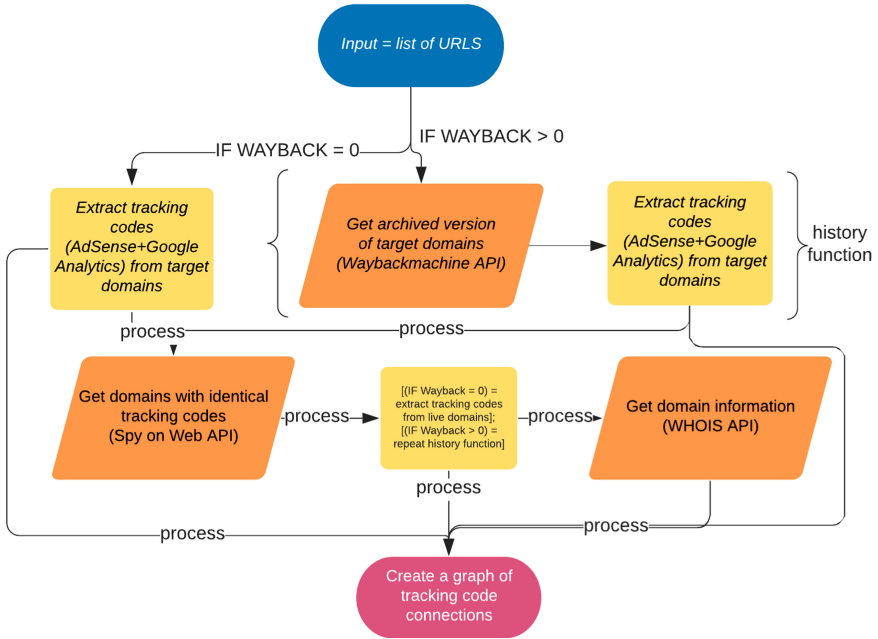 Input = list of URLS
IF WAYBACK = 0
IF WAYBACK > 0
Extract tracking
codes
(AdSense+Google
Analytics) from target
domains
Get archived version
of target domains
(Waybackmachine API)
Extract tracking
codes
(AdSense+Google
Analytics) from target
domains
history
function
process
process
Get domains with identical
tracking codes
(Spy on Web API)
process
[(IF Wayback = 0) =
extract tracking codes
from live domains];
[(IF Wayback > 0) =
repeat history function]
process
Get domain information
(WHOIS API)
process
process
process
Create a graph of
tracking code
connections